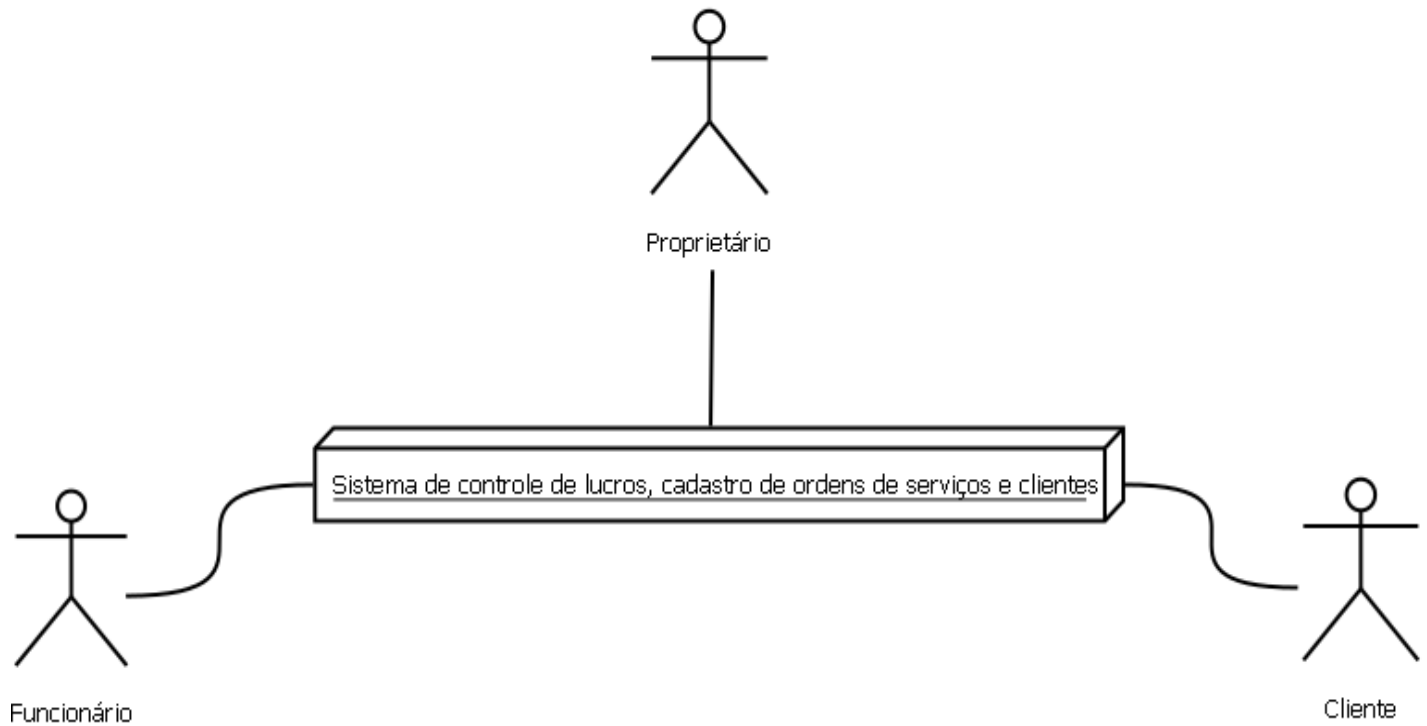 Proprietário
Sistema de controle de lucros, cadastro de ordens de serviços e clientes
Funcionário
Cliente